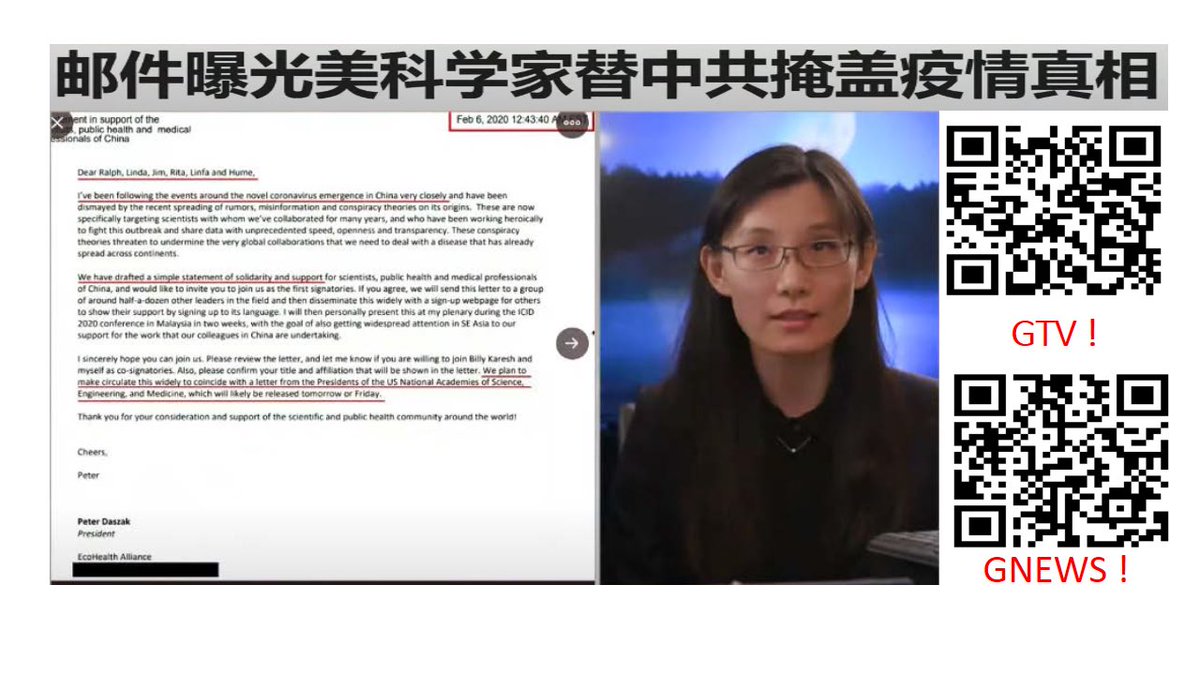 邮件曝光美科学家替中共掩盖疫情真相
ment in support of the
, public health and medical
essionals of China
Feb 6, 2020 12:43:40 A
Dear Ralph, Linda, Jim, Rita, Linfa and Hume,
I've been following the events around the novel coronavirus emergence in China very closely and have been
dismayed by the recent spreading of rumors, misinformation and conspiracy theories on its origins. These are now
specifically targeting scientists with whom we've collaborated for many years, and who have been working heroically
to fight this outbreak and share data with unprecedented speed, openness and transparency. These conspiracy
theories threaten to undermine the very global collaborations that we need to deal with a disease that has already
spread across continents.
We have drafted a simple statement of solidarity and support for scientists, public health and medical professionals
of China, and would like to invite you to join us as the first signatories. If you agree, we will send this letter to a group
of around half-a-dozen other leaders in the field and then disseminate this widely with a sign-up webpage for others
to show their support by signing up to its language. I will then personally present this at my plenary during the ICID
2020 conference in Malaysia in two weeks, with the goal of also getting widespread attention in SE Asia to our
support for the work that our colleagues in China are undertaking.
I sincerely hope you can join us. Please review the letter, and let me know if you are willing to join Billy Karesh and
myself as co-signatories. Also, please confirm your title and affiliation that will be shown in the letter. We plan to
make circulate this widely to coincide with a letter from the Presidents of the US National Academies of Science,
Engineering, and Medicine, which will likely be released tomorrow or Friday.
Thank you for your consideration and support of the scientific and public health community around the world!
Cheers,
Peter
Peter Daszak
President
EcoHealth Alliance
GTV !
GNEWS !